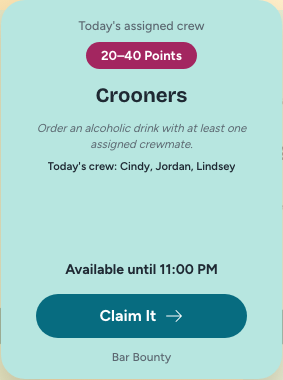 Today's assigned crew
20–40 Points
Crooners
Order an alcoholic drink with at least one
assigned crewmate.
Today's crew: Cindy, Jordan, Lindsey
Available until 11:00 PM
Claim It →
Bar Bounty